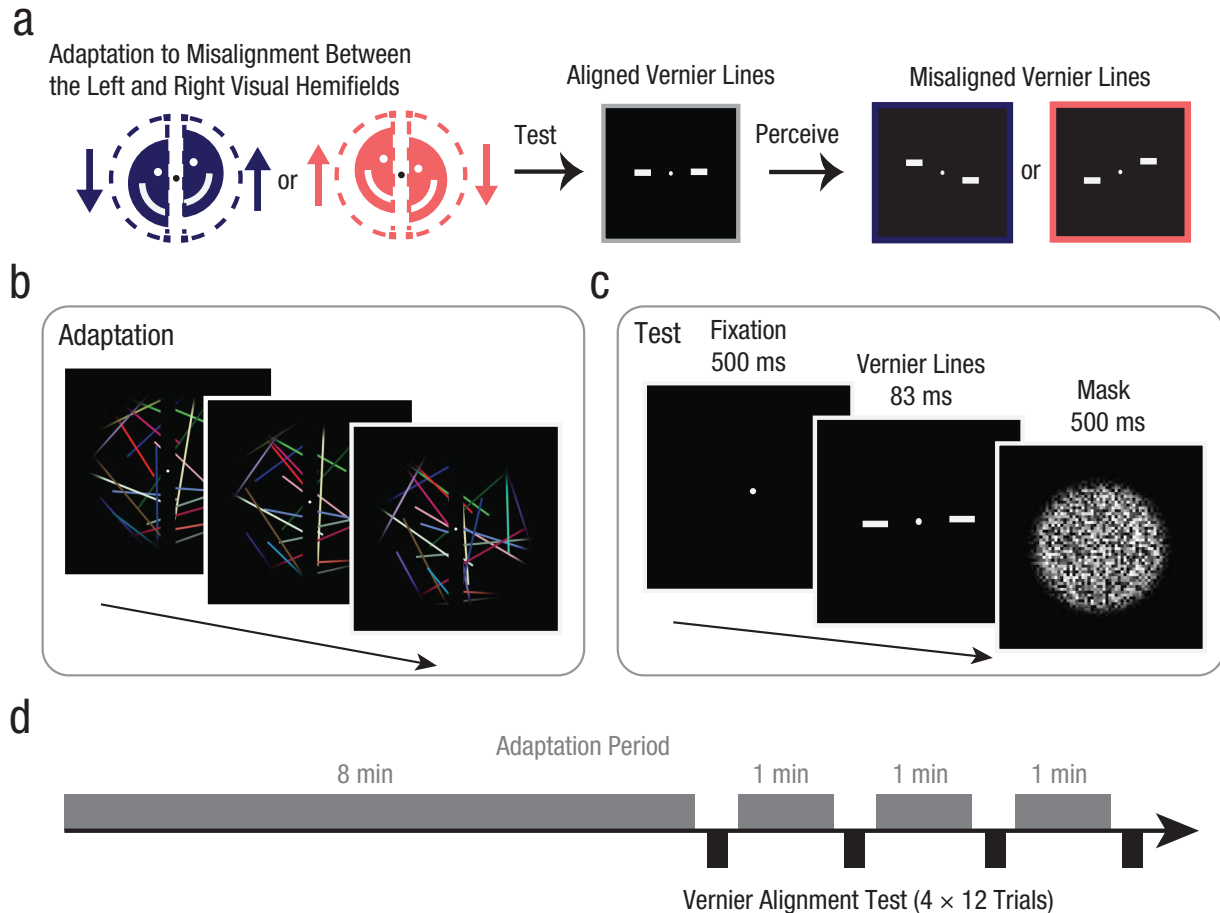 a
Adaptation to Misalignment Between
the Left and Right Visual Hemifields
or
Test
Aligned Vernier Lines
Perceive
Misaligned Vernier Lines
or
b
Adaptation
c
Test
Fixation
500 ms
Vernier Lines
83 ms
Mask
500 ms
d
Adaptation Period
8 min
1 min
1 min
1 min
Vernier Alignment Test (4 × 12 Trials)